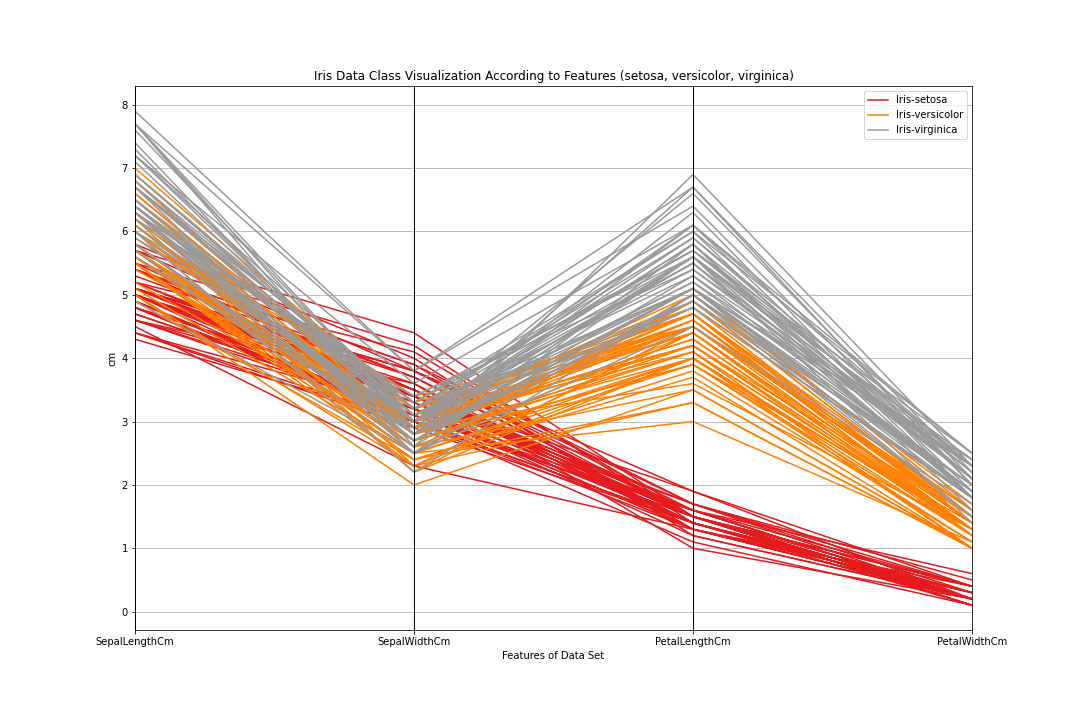 Iris Data Class Visualization According to Features (setosa, versicolor, virginica)
Iris-setosa
Iris-versicolor
Iris-virginica
8
7
6
5
4
3
2
1
0
cm
SepalLengthCm
SepalWidthCm
PetalLengthCm
PetalWidthCm
Features of Data Set